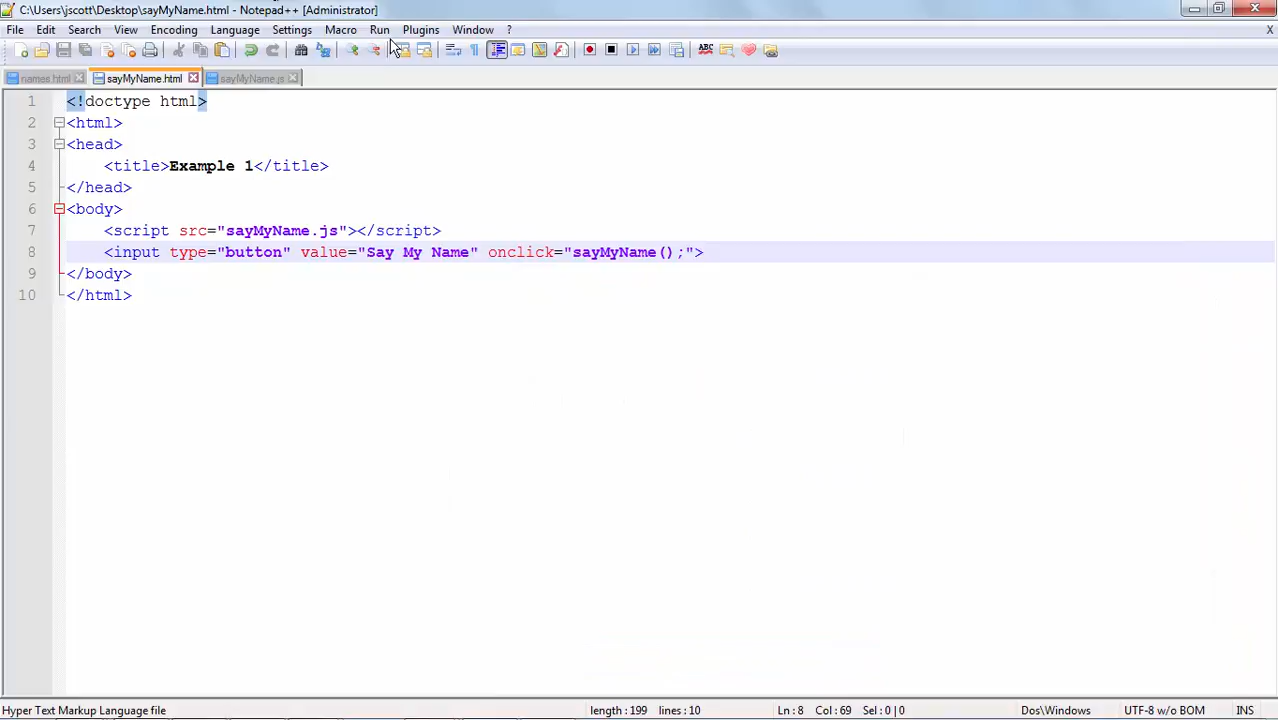 C:\Users\jscott\Desktop\sayMyName.html - Notepad++ [Administrator]
File Edit Search View Encoding Language Settings Macro Run Plugins Window ? X
names.html sayMyName.html sayMyName.js
1 <!doctype html>
2 <html>
3 <head>
4 <title>Example 1</title>
5 </head>
6 <body>
7 <script src="sayMyName.js"></script>
8 <input type="button" value="Say My Name" onclick="sayMyName();">
9 </body>
10 </html>
Hyper Text Markup Language file length : 199 lines : 10 Ln : 8 Col : 69 Sel : 0 | 0 Dos\Windows UTF-8 w/o BOM INS